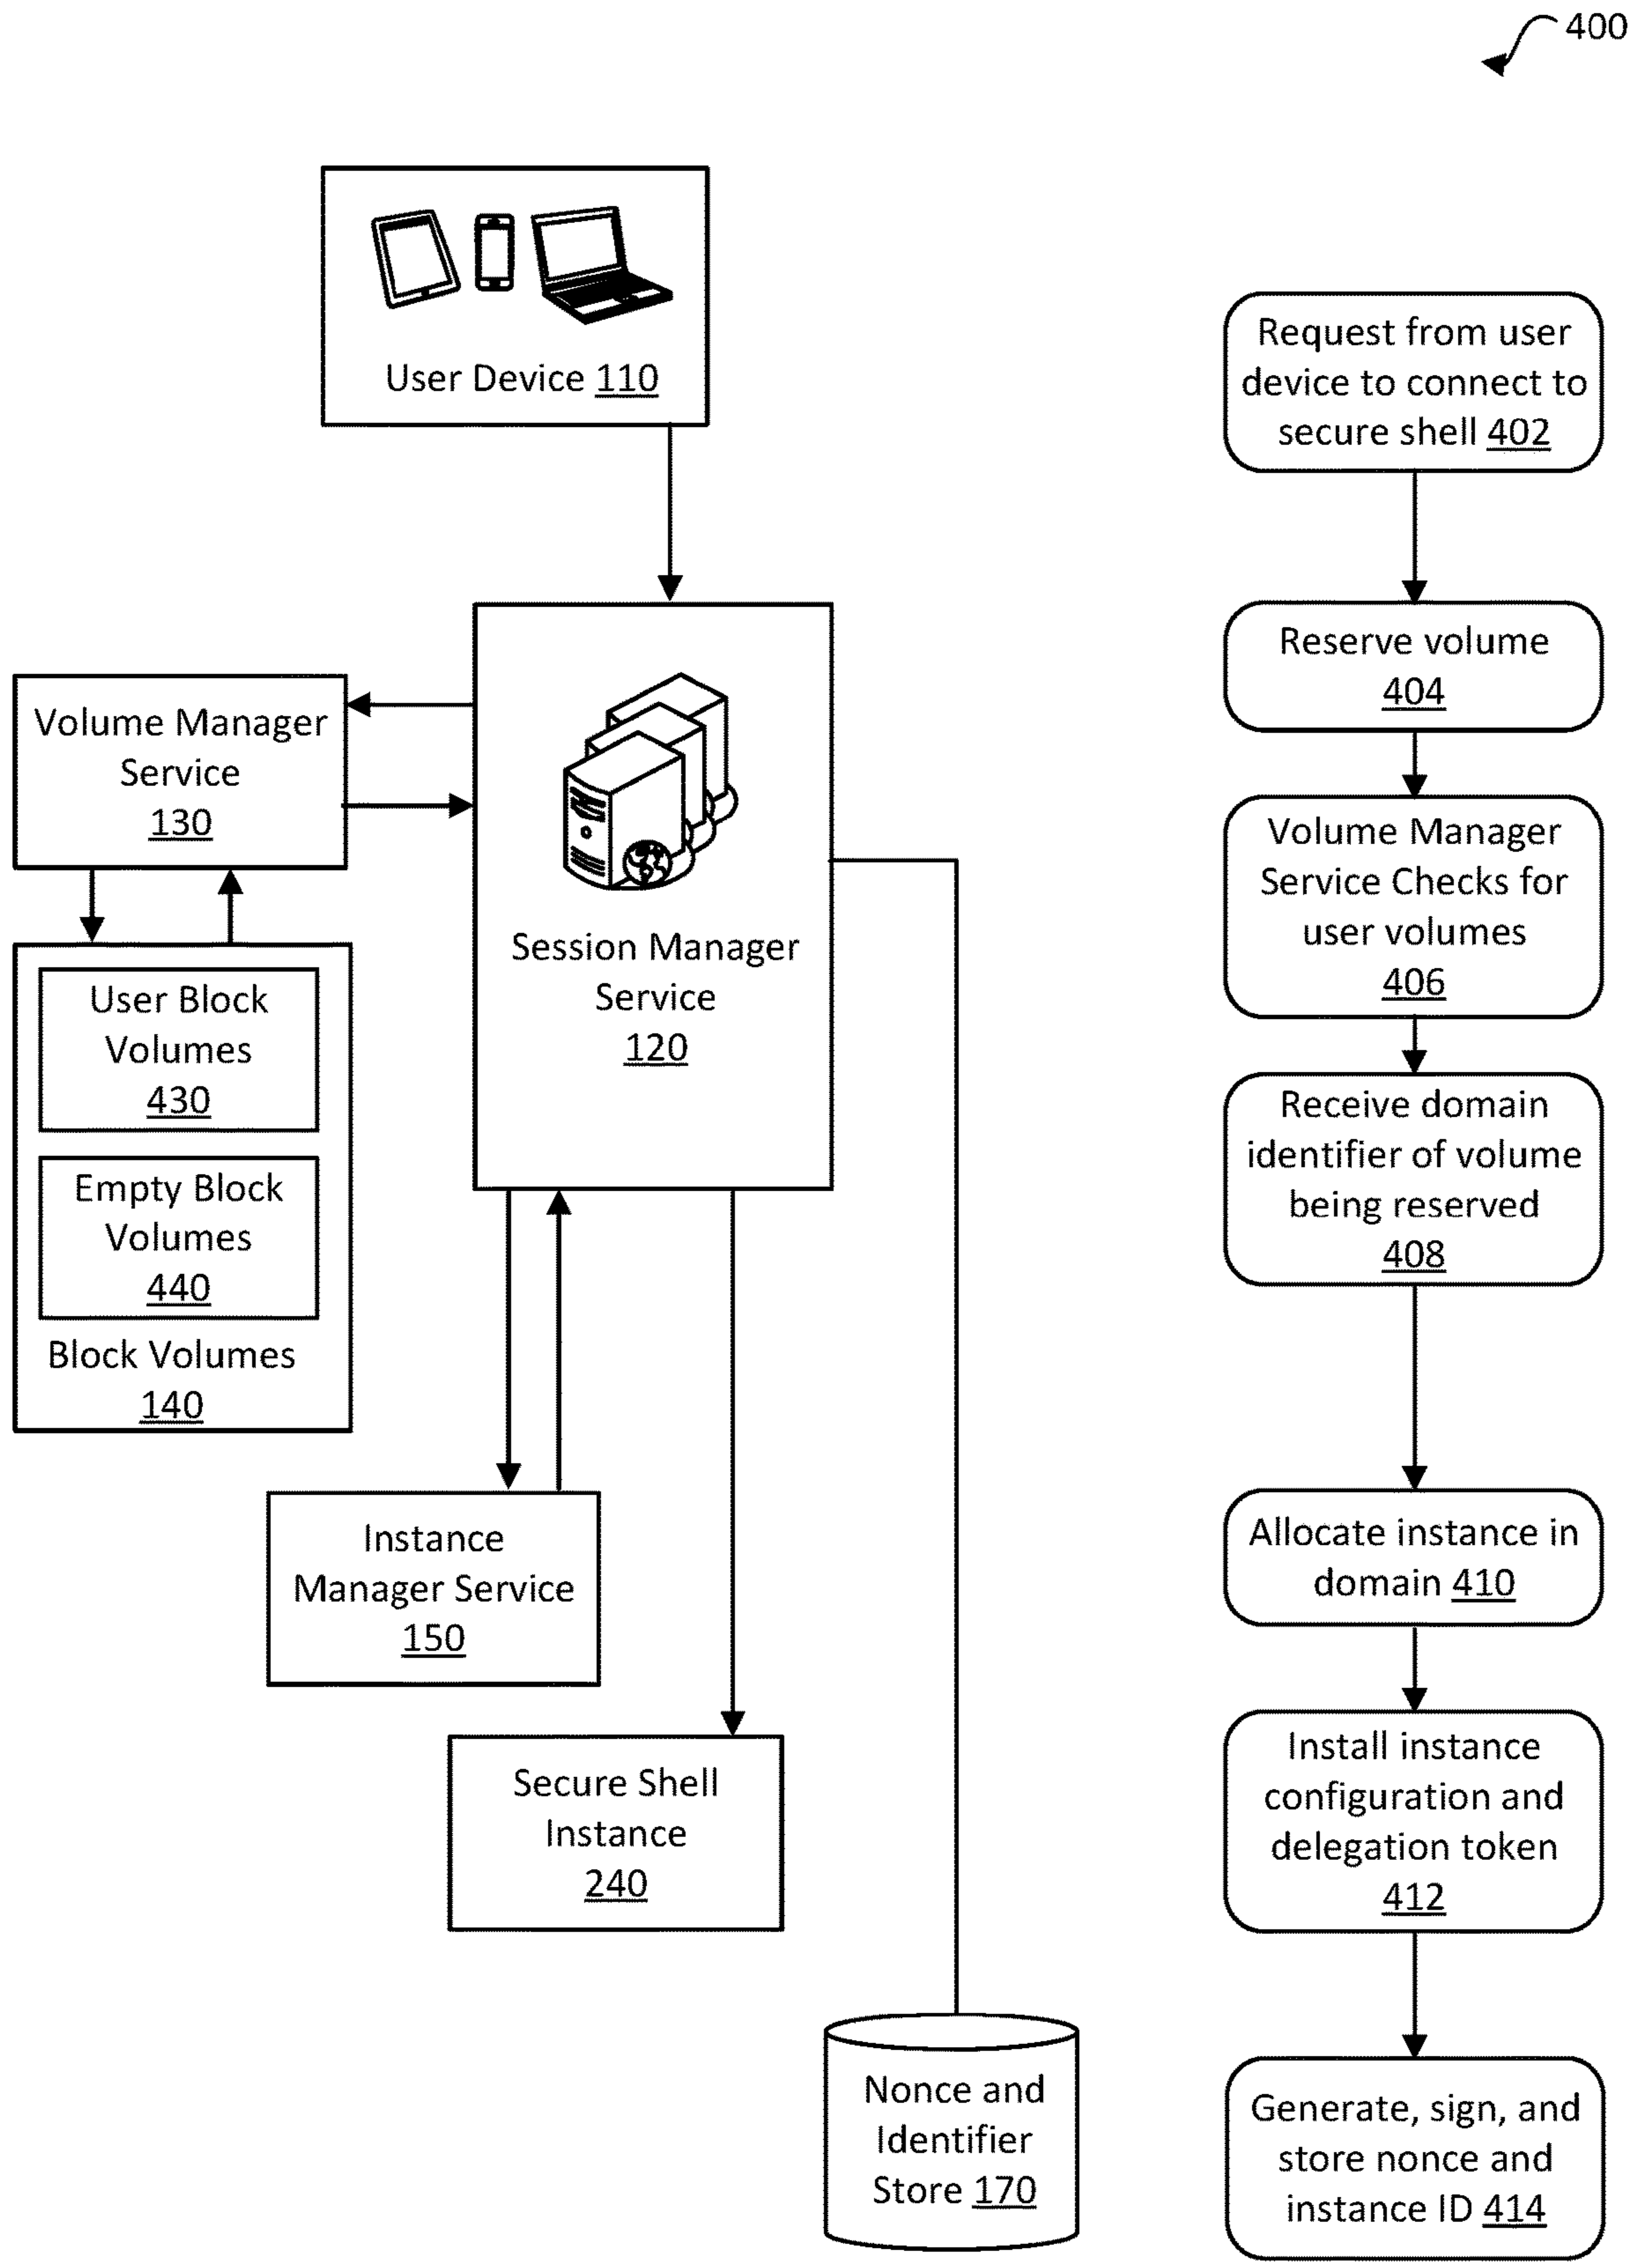 400
User Device 110
Request from user
device to connect to
secure shell 402
Reserve volume
404
Volume Manager
Service
130
Volume Manager
Service Checks for
user volumes
406
Session Manager
Service
120
User Block
Volumes
430
Empty Block
Volumes
440
Block Volumes
140
Receive domain
identifier of volume
being reserved
408
Instance
Manager Service
150
Allocate instance in
domain 410
Secure Shell
Instance
240
Install instance
configuration and
delegation token
412
Nonce and
Identifier
Store 170
Generate, sign, and
store nonce and
instance ID 414